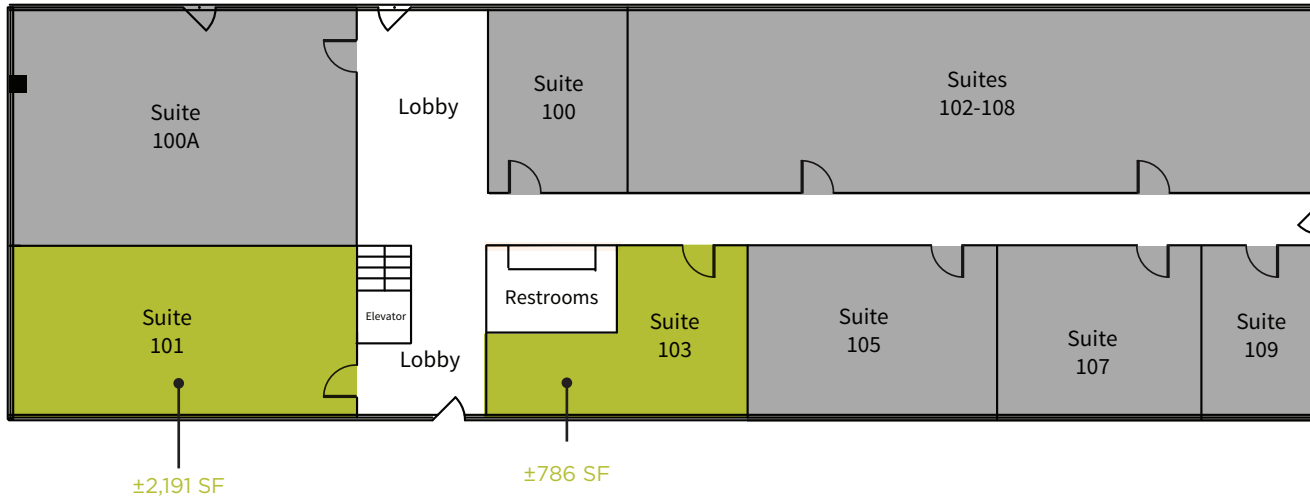 Suite
100A
Lobby
Suite
100
Suites
102-108
Suite
101
Elevator
Lobby
Restrooms
Suite
103
Suite
105
Suite
107
Suite
109
±2,191 SF
±786 SF